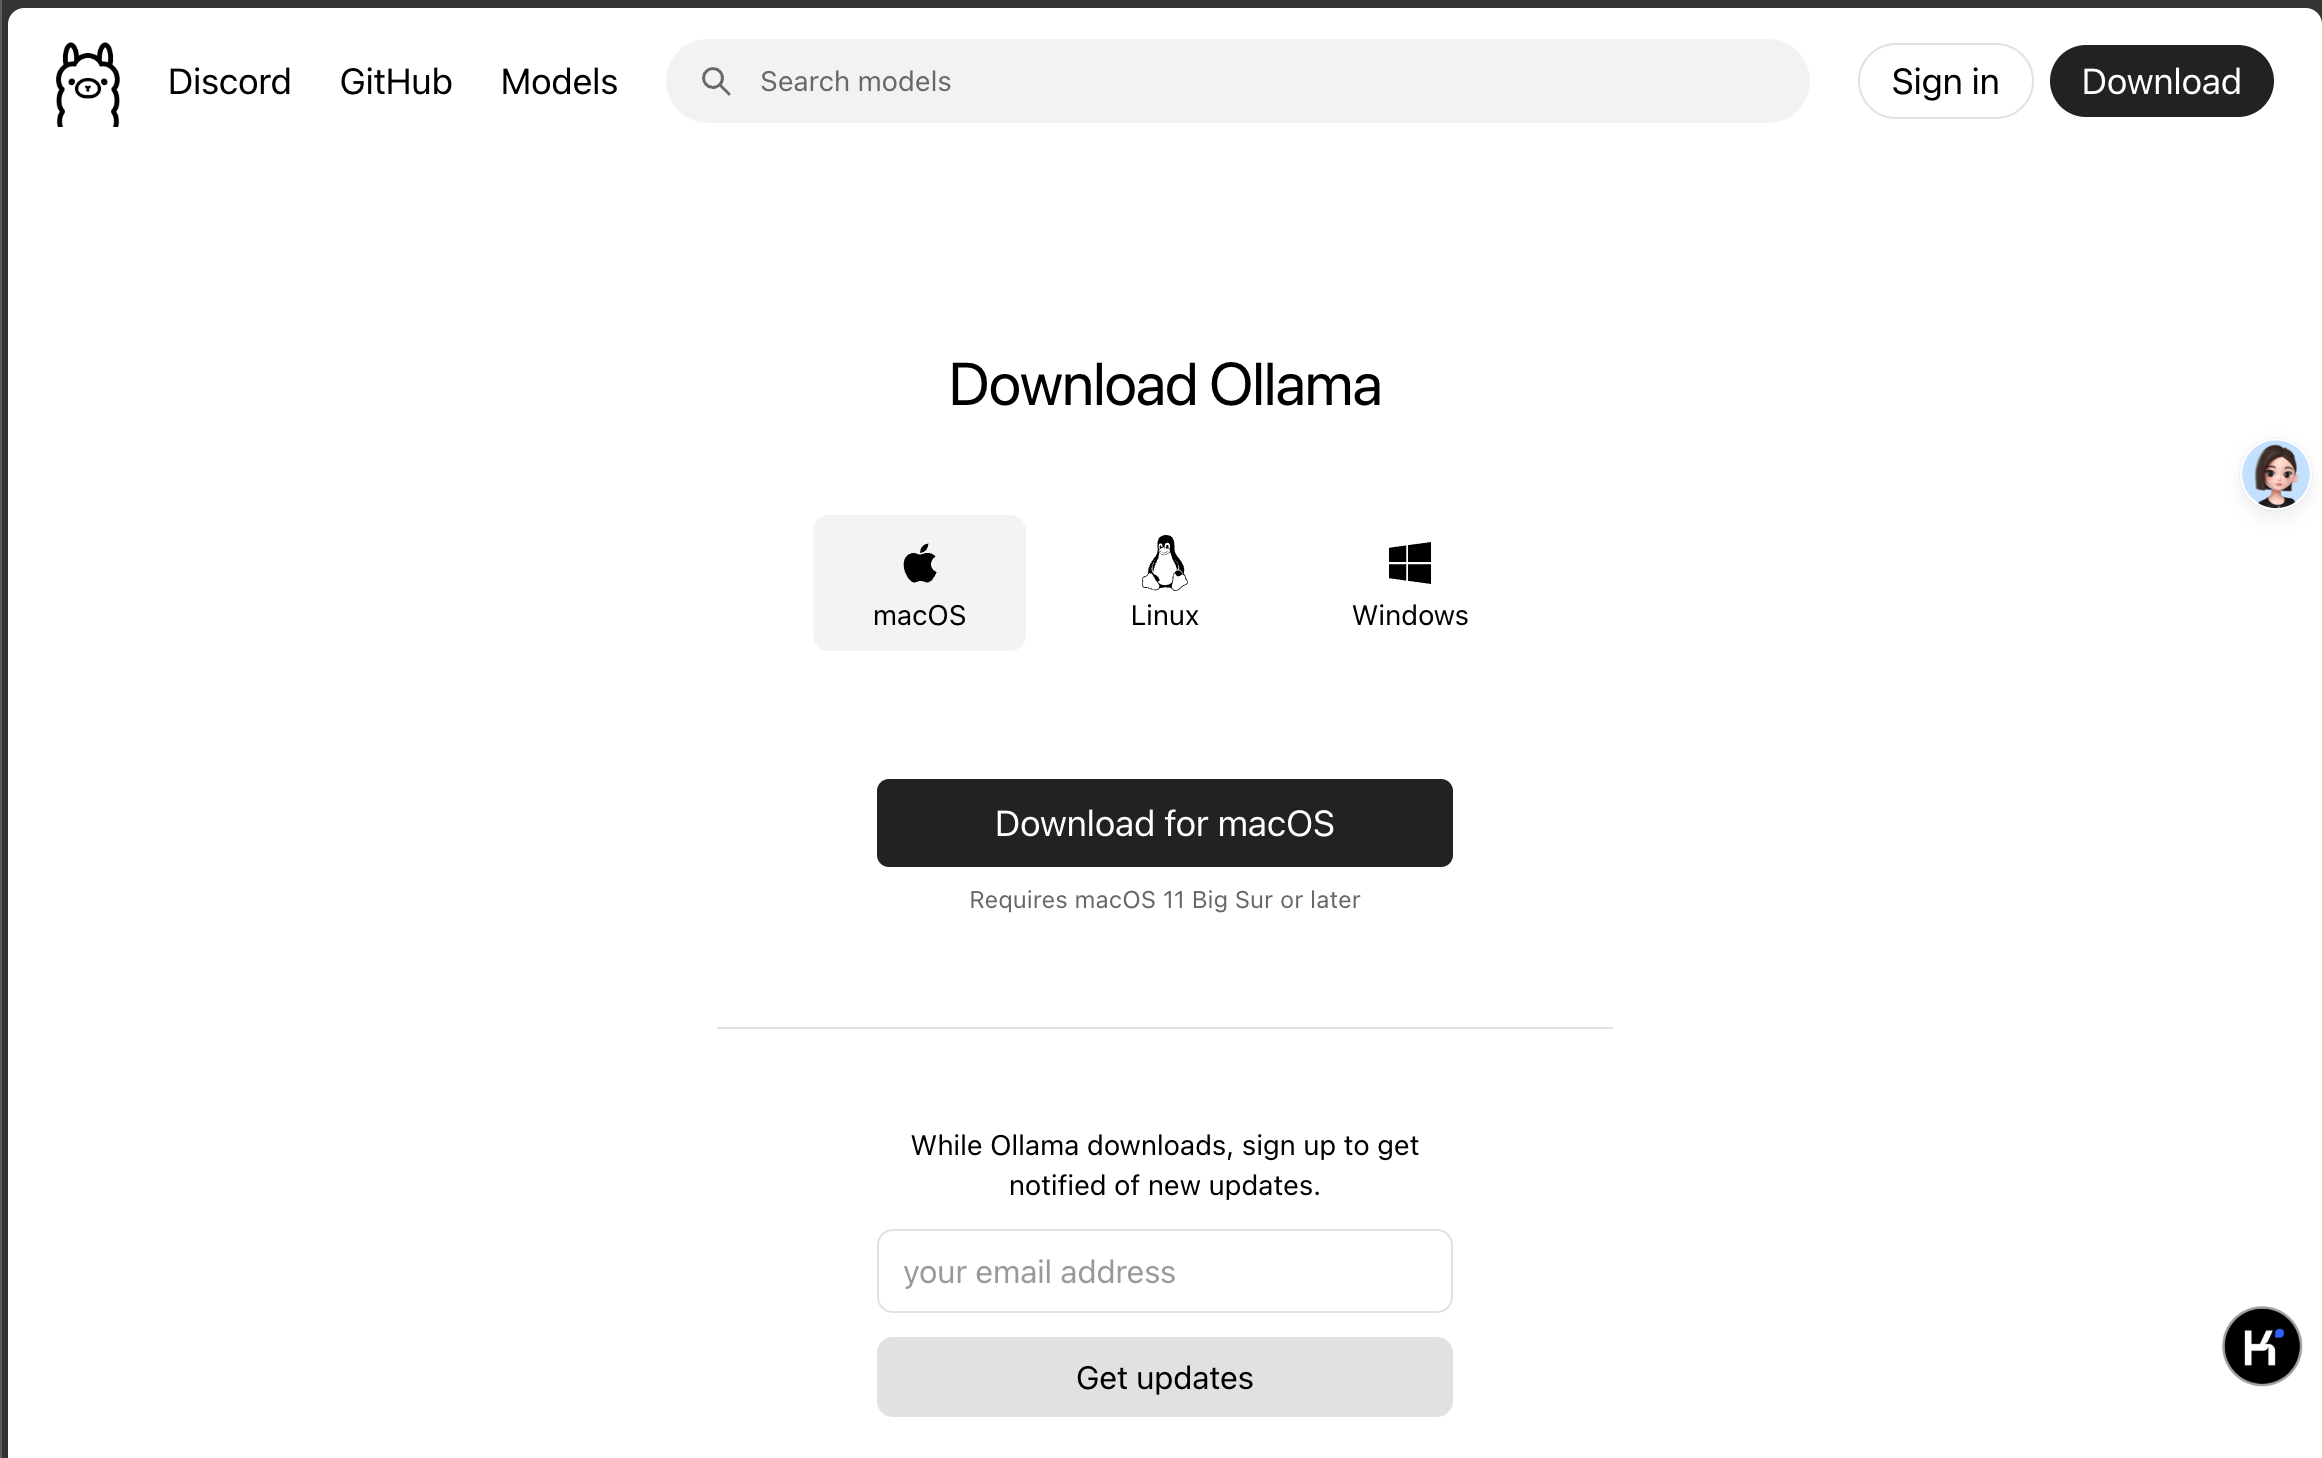 Discord GitHub Models Search models Sign in Download
Download Ollama
macOS Linux Windows
Download for macOS
Requires macOS 11 Big Sur or later
While Ollama downloads, sign up to get
notified of new updates.
your email address
Get updates
K